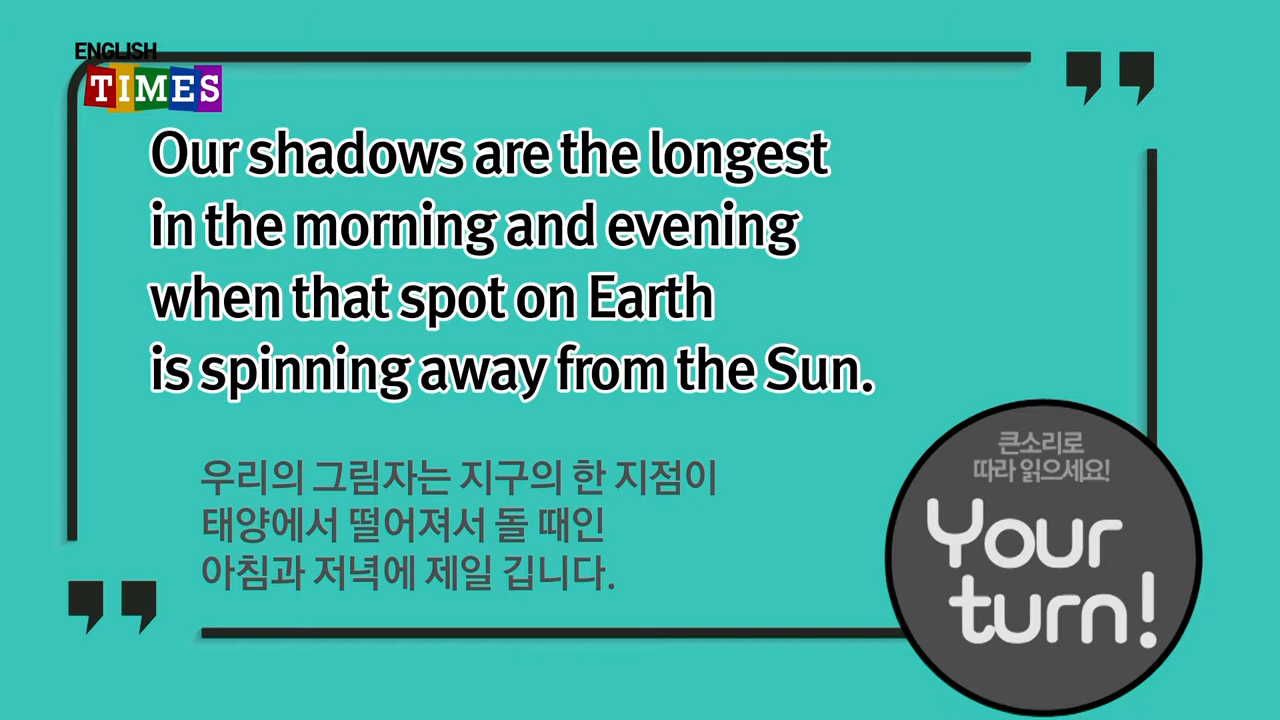 ENGLISH
TIMES
Our shadows are the longest
in the morning and evening
when that spot on Earth
is spinning away from the Sun.
우리의 그림자는 지구의 한 지점이
태양에서 떨어져서 돌 때인
아침과 저녁에 제일 깁니다.
큰소리로
따라 읽으세요!
Your
turn!